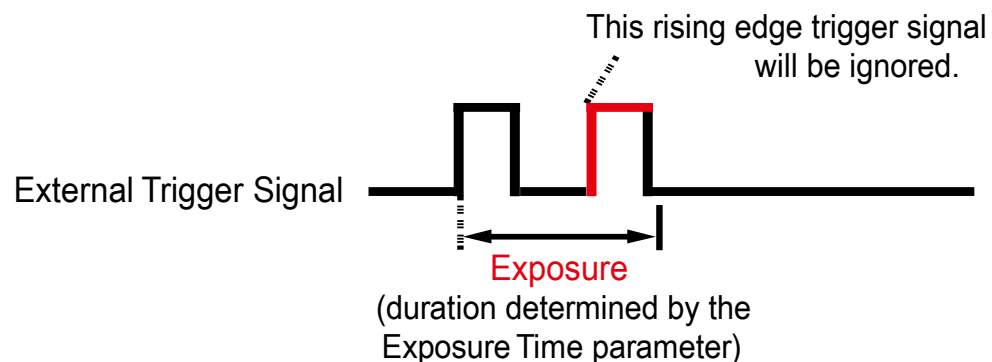 This rising edge trigger signal
will be ignored.
External Trigger Signal
Exposure
(duration determined by the
Exposure Time parameter)